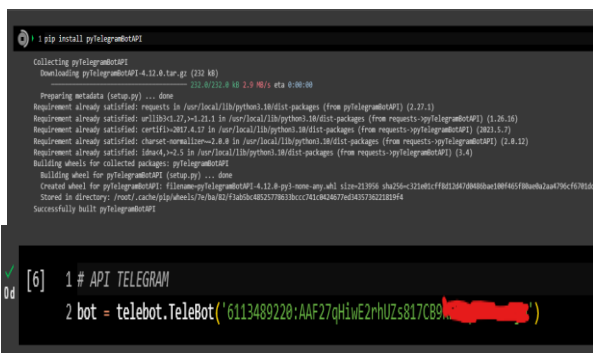 1 pip install pyTelegramBotAPI
Collecting pyTelegramBotAPI
Downloading pyTelegramBotAPI-4.12.0.tar.gz (232 kB)
232.0/232.0 kB 2.9 MB/s eta 0:00:00
Preparing metadata (setup.py) ... done
Requirement already satisfied: requests in /usr/local/lib/python3.10/dist-packages (from pyTelegramBotAPI) (2.27.1)
Requirement already satisfied: urllib3<1.27,>=1.21.1 in /usr/local/lib/python3.10/dist-packages (from requests->pyTelegramBotAPI) (1.26.16)
Requirement already satisfied: certifi>=2017.4.17 in /usr/local/lib/python3.10/dist-packages (from requests->pyTelegramBotAPI) (2023.5.7)
Requirement already satisfied: charset-normalizer~=2.0.0 in /usr/local/lib/python3.10/dist-packages (from requests->pyTelegramBotAPI) (2.0.12)
Requirement already satisfied: idna<4,>=2.5 in /usr/local/lib/python3.10/dist-packages (from requests->pyTelegramBotAPI) (3.4)
Building wheels for collected packages: pyTelegramBotAPI
Building wheel for pyTelegramBotAPI (setup.py) ... done
Created wheel for pyTelegramBotAPI: filename=pyTelegramBotAPI-4.12.0-py3-none-any.whl size=213956
Stored in directory:
Successfully built pyTelegramBotAPI
[6] 1 # API TELEGRAM
0d
2 bot = telebot.TeleBot('6113489220:AAF27qHiwE2rhUZs817CB9 ')